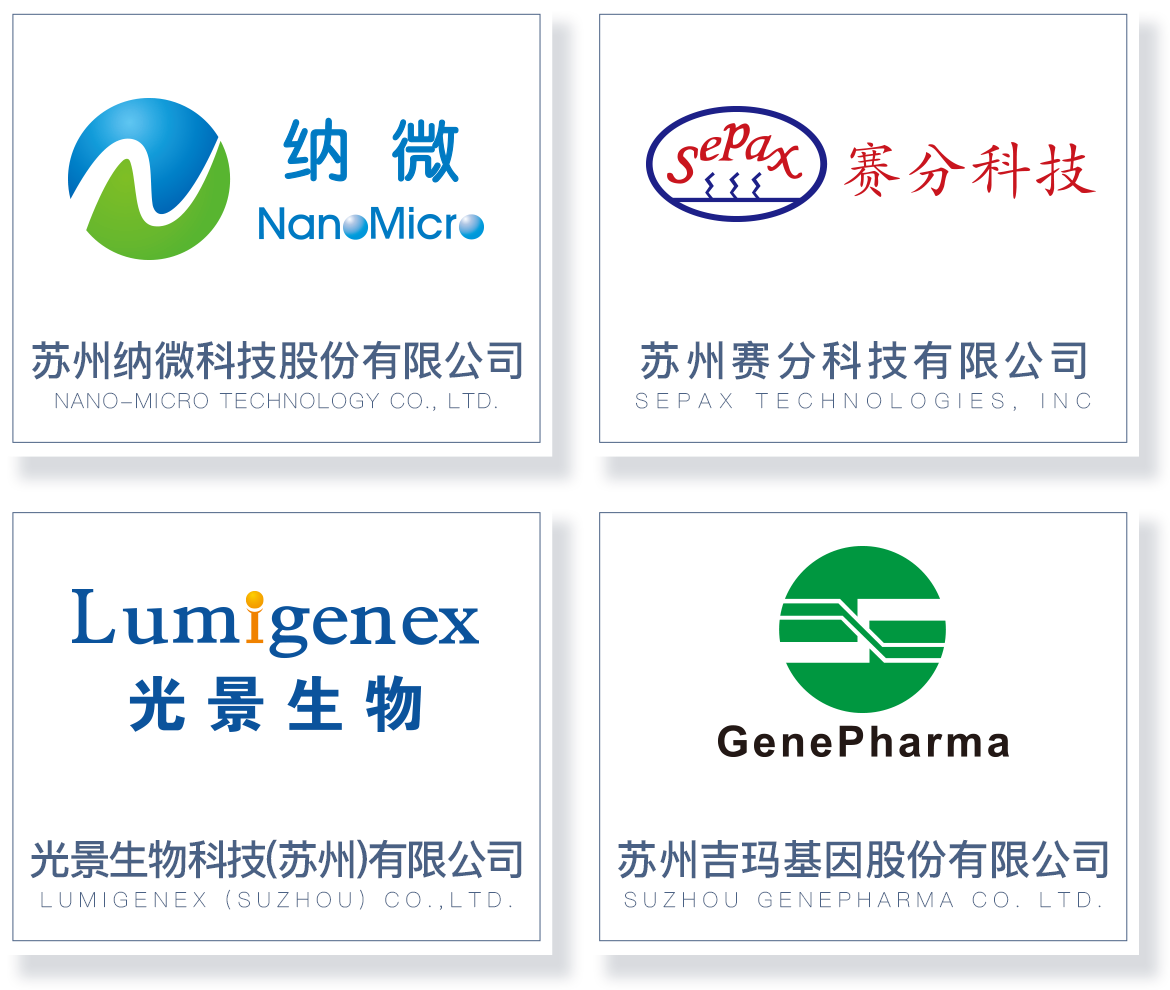 纳微
NanoMicro
苏州纳微科技股份有限公司
NANO-MICRO TECHNOLOGY CO., LTD.
sepax
赛分科技
苏州赛分科技有限公司
SEPAX TECHNOLOGIES, INC
Lumigenex
光景生物
光景生物科技(苏州)有限公司
LUMIGENEX (SUZHOU) CO.,LTD.
GenePharma
苏州吉玛基因股份有限公司
SUZHOU GENEPHARMA CO. LTD.